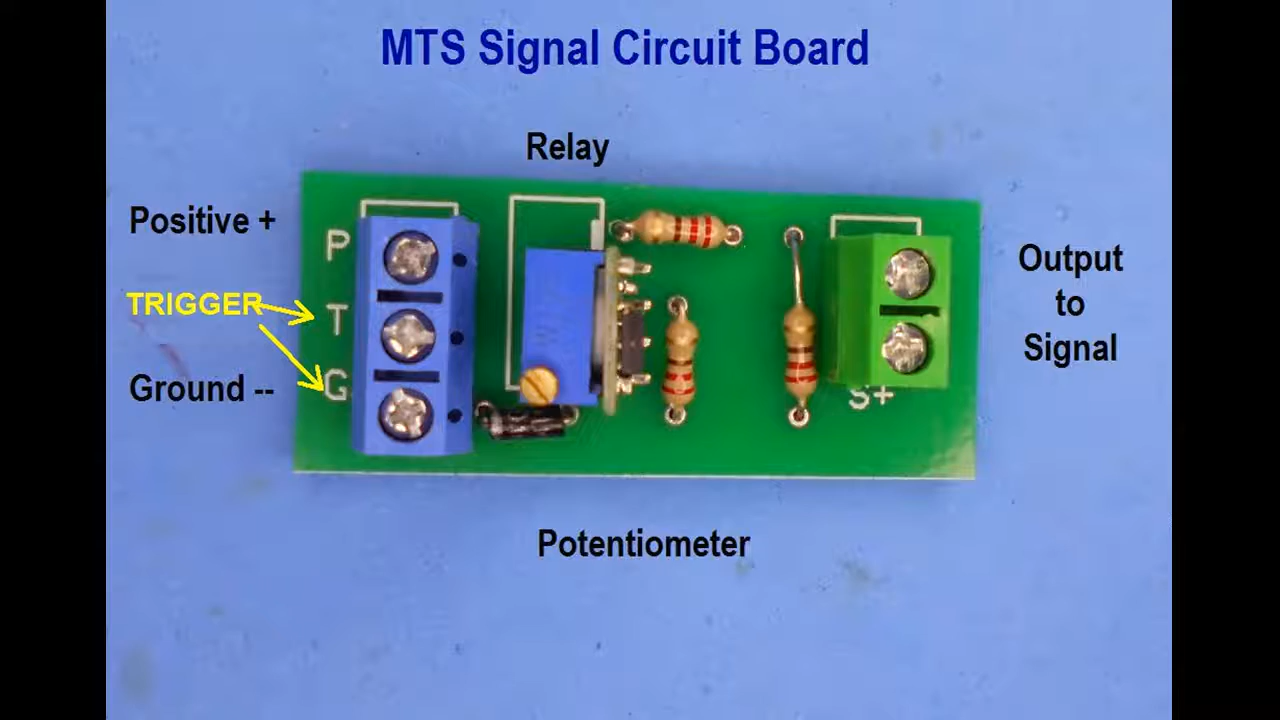 MTS Signal Circuit Board
Relay
Positive +
P
TRIGGER
T
Ground --
G
Output
to
Signal
S+
Potentiometer